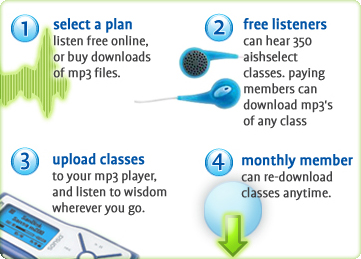 1 select a plan
listen free online,
or buy downloads
of mp3 files.
2 free listeners
can hear 350
aishselect
classes. paying
members can
download mp3's
of any class
3 upload classes
to your mp3 player,
and listen to wisdom
wherever you go.
4 monthly member
can re-download
classes anytime.